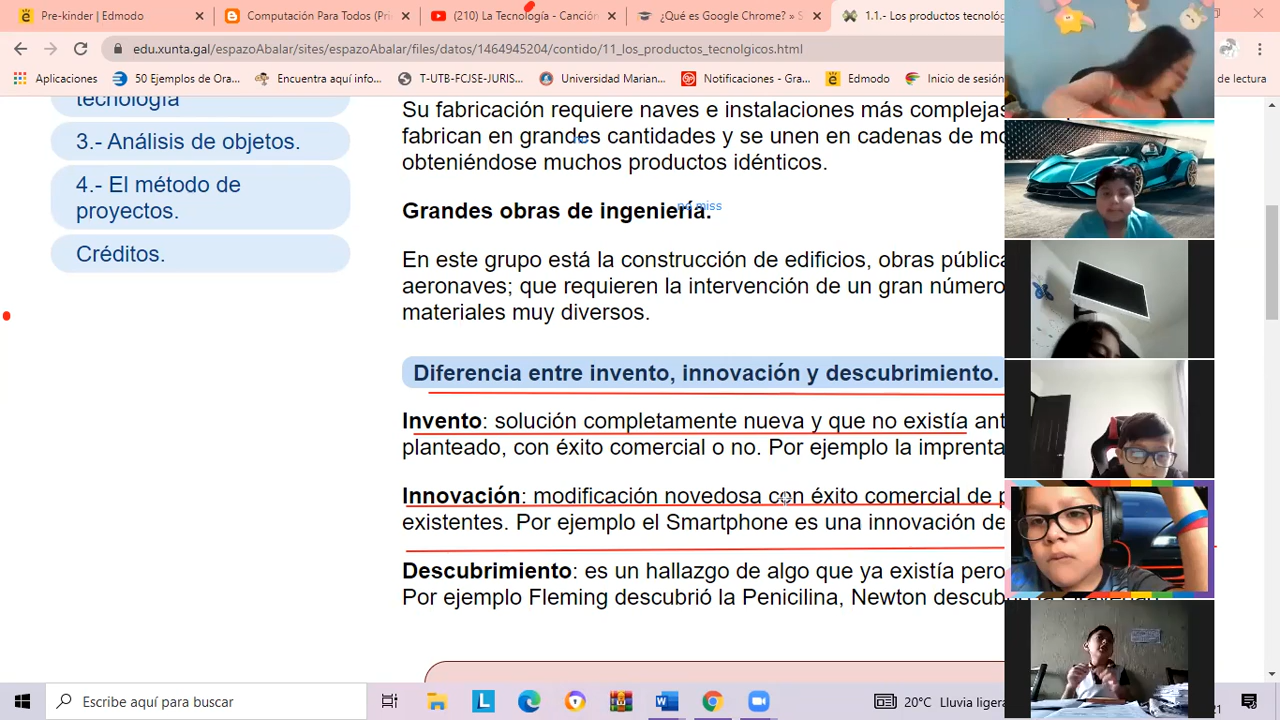 Pre-kinder | Edmodo
Computación Para Todos (Pri
(210) La Tecnología - Canción
¿Qué es Google Chrome? » S
1.1.- Los productos tecnológ
edu.xunta.gal/espazoAbalar/sites/espazoAbalar/files/datos/1464945204/contido/11_los_productos_tecnolgicos.html
Aplicaciones
50 Ejemplos de Ora...
Encuentra aquí info...
T-UTB-FCJSE-JURIS...
Universidad Marian...
Notificaciones - Gra...
Edmodo
Inicio de sesión
de lectura
tecnología
3.- Análisis de objetos.
4.- El método de
proyectos.
Créditos.
Su fabricación requiere naves e instalaciones más complejas
fabrican en grandes cantidades y se unen en cadenas de mo
obteniéndose muchos productos idénticos.
Grandes obras de ingeniería.
miss
En este grupo está la construcción de edificios, obras pública
aeronaves; que requieren la intervención de un gran número
materiales muy diversos.
Diferencia entre invento, innovación y descubrimiento.
Invento: solución completamente nueva y que no existía ant
planteado, con éxito comercial o no. Por ejemplo la imprenta
Innovación: modificación novedosa con éxito comercial de p
existentes. Por ejemplo el Smartphone es una innovación de
Descubrimiento: es un hallazgo de algo que ya existía pero
Por ejemplo Fleming descubrió la Penicilina, Newton descub
Escribe aquí para buscar
°C Lluvia ligera